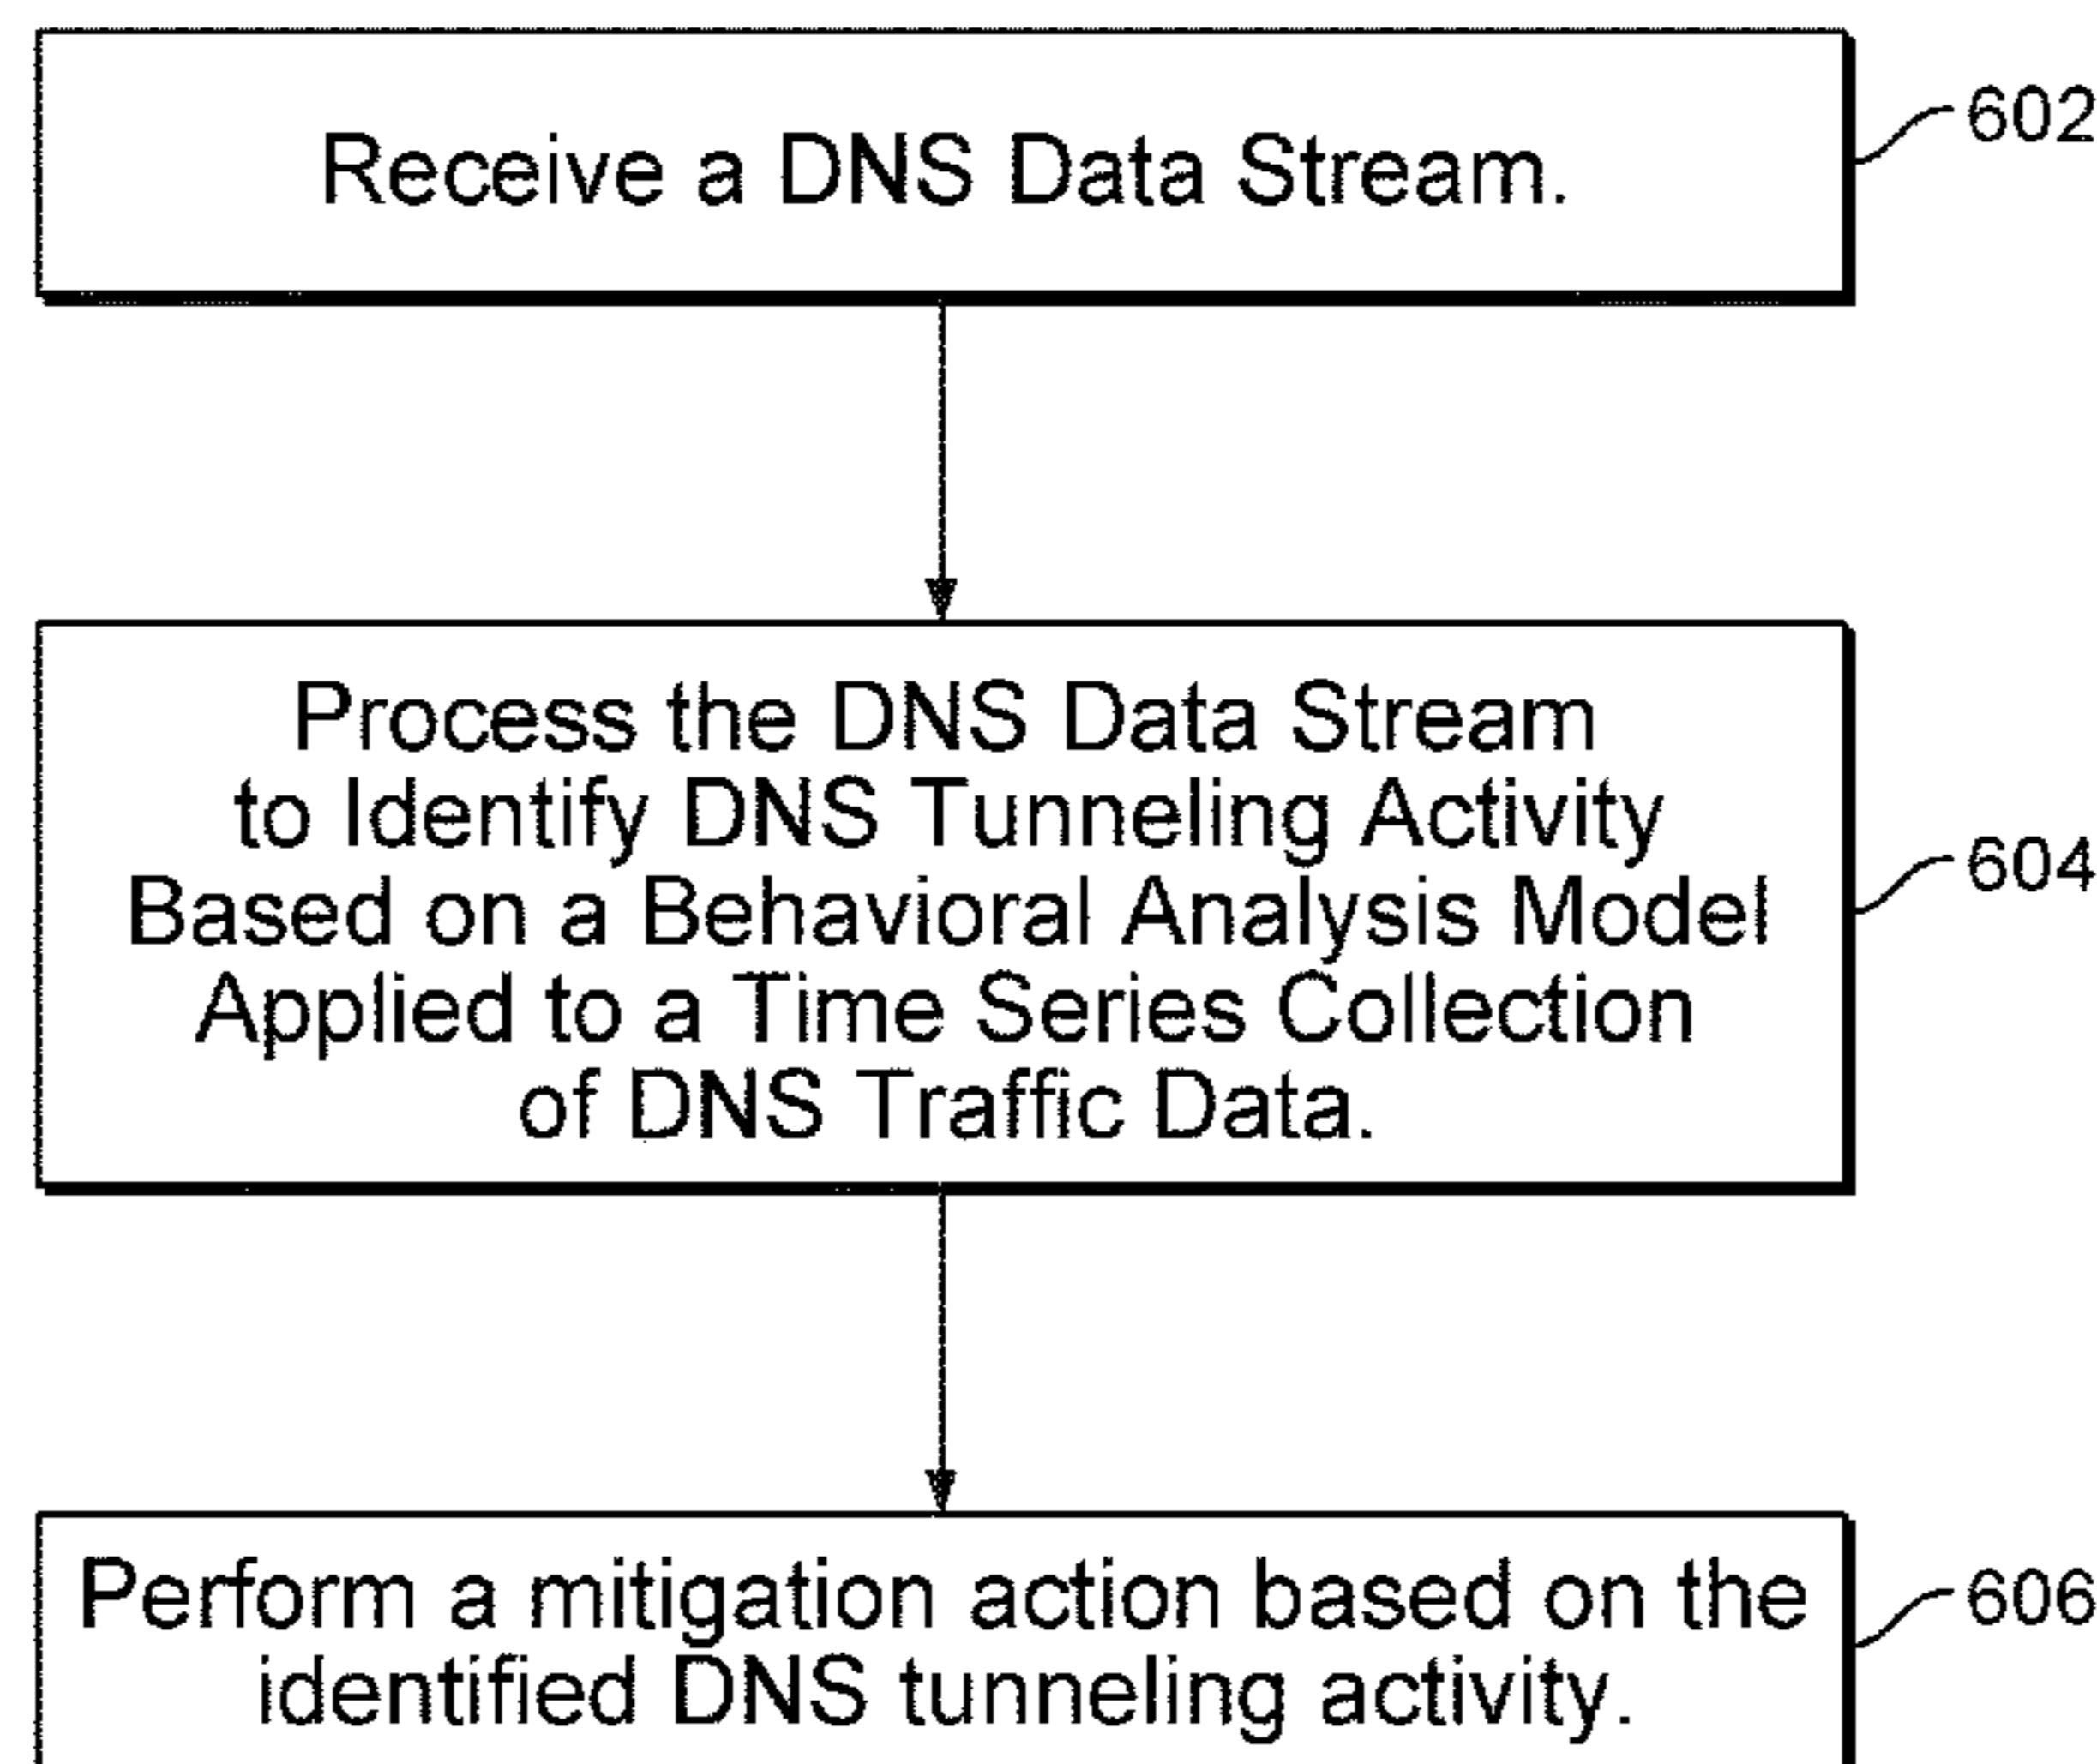 Receive a DNS Data Stream.
602
Process the DNS Data Stream
to Identify DNS Tunneling Activity
Based on a Behavioral Analysis Model
Applied to a Time Series Collection
of DNS Traffic Data.
604
Perform a mitigation action based on the
identified DNS tunneling activity.
606